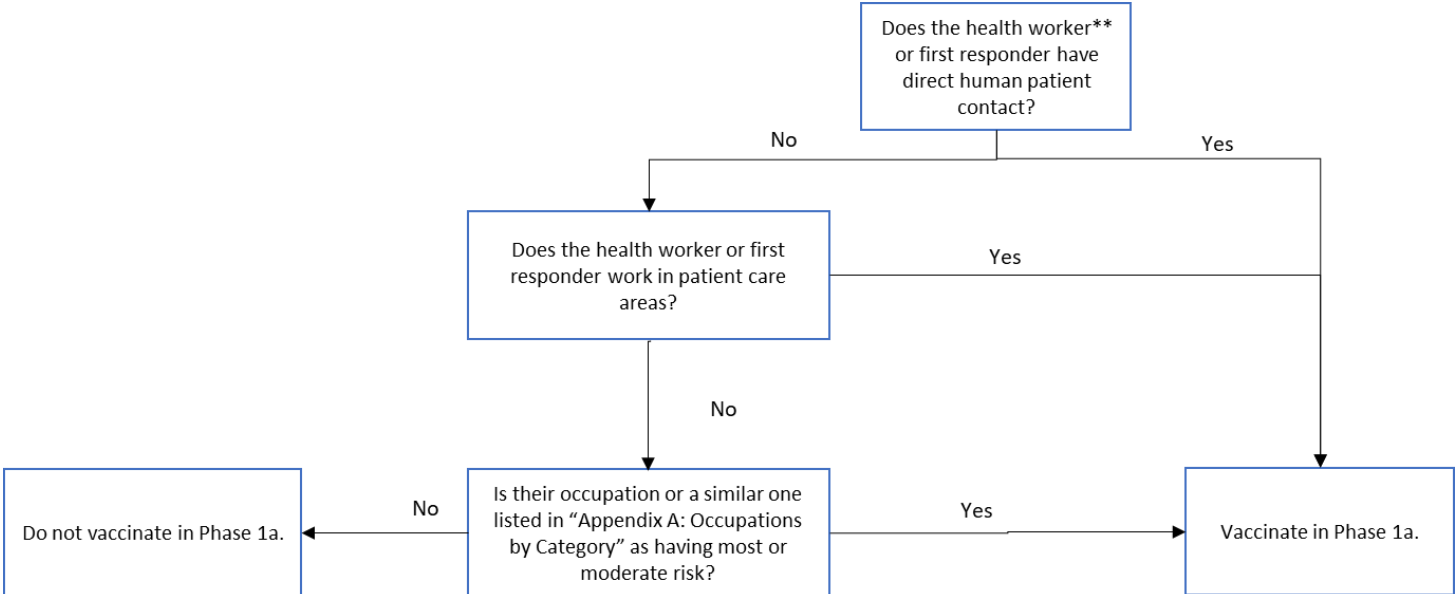 Does the health worker**
or first responder have
direct human patient
contact?
No
Yes
Does the health worker or first
responder work in patient care
areas?
Yes
No
Do not vaccinate in Phase 1a.
No
Is their occupation or a similar one
listed in “Appendix A: Occupations
by Category” as having most or
moderate risk?
Yes
Vaccinate in Phase 1a.